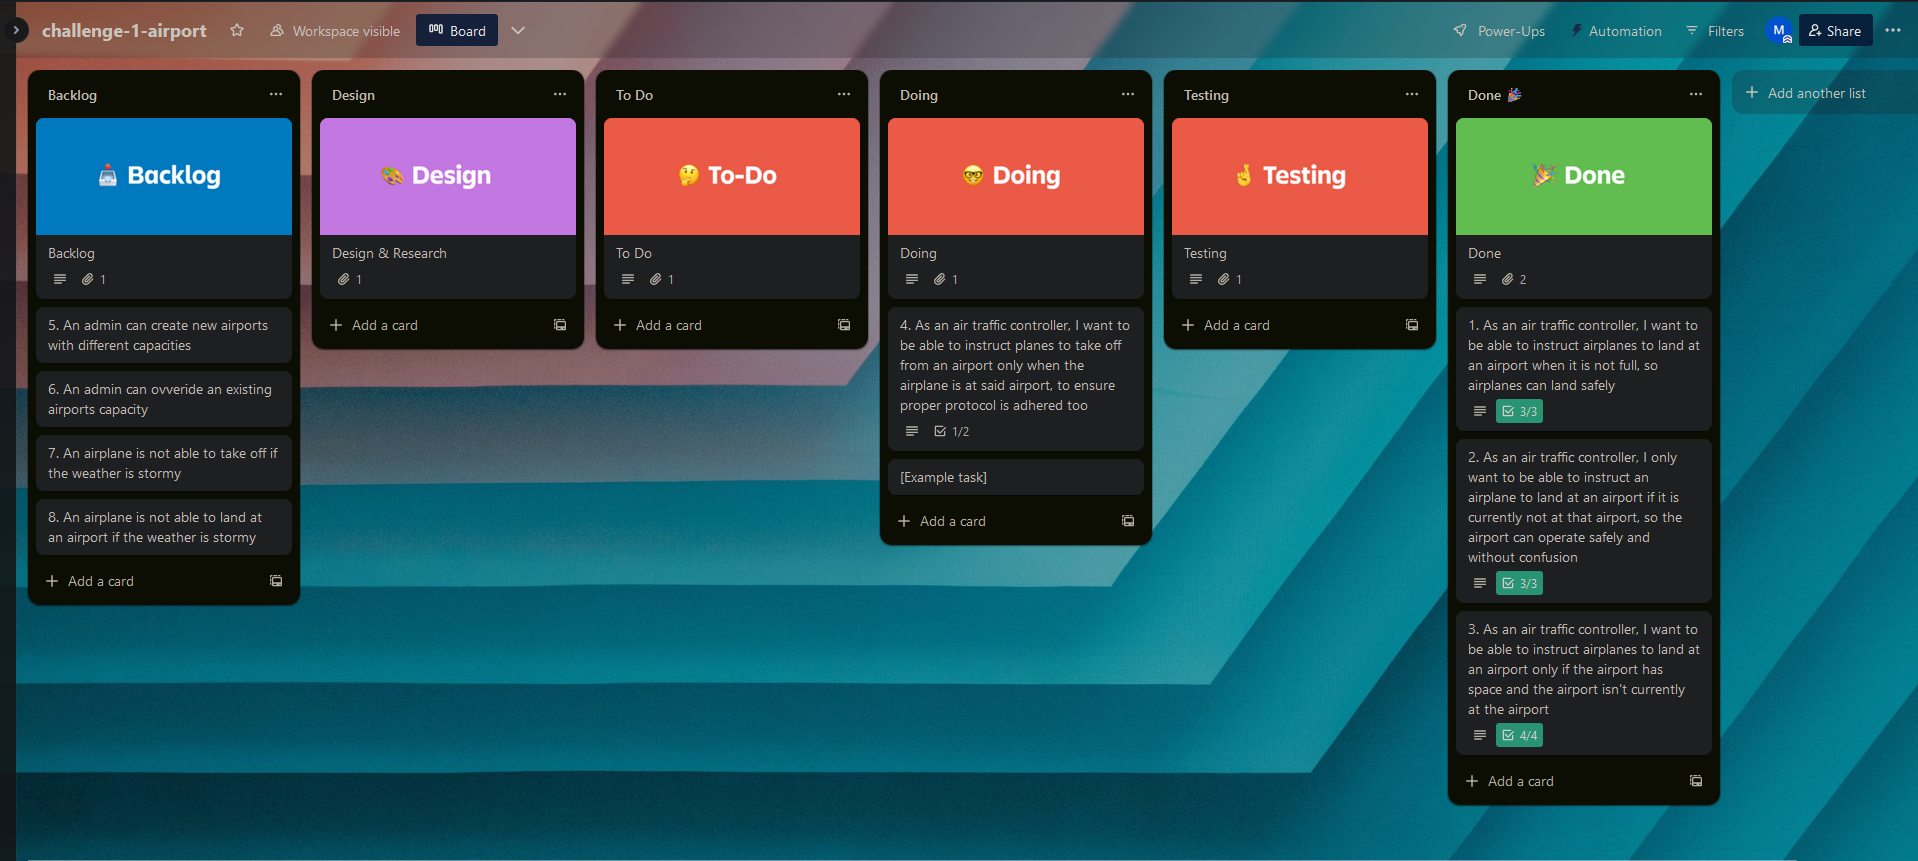 challenge-1-airport
Workspace visible
Board
Power-Ups
Automation
Filters
M
Share
Backlog
Backlog
Backlog
1
5. An admin can create new airports
with different capacities
6. An admin can ovveride an existing
airports capacity
7. An airplane is not able to take off if
the weather is stormy
8. An airplane is not able to land at
an airport if the weather is stormy
+ Add a card
Design
Design
Design & Research
1
+ Add a card
To Do
To-Do
To Do
1
+ Add a card
Doing
Doing
Doing
1
4. As an air traffic controller, I want to
be able to instruct planes to take off
from an airport only when the
airplane is at said airport, to ensure
proper protocol is adhered too
1/2
[Example task]
+ Add a card
Testing
Testing
Testing
1
+ Add a card
Done 🎉
Done
Done
2
1. As an air traffic controller, I want to
be able to instruct airplanes to land at
an airport when it is not full, so
airplanes can land safely
3/3
2. As an air traffic controller, I only
want to be able to instruct an
airplane to land at an airport if it is
currently not at that airport, so the
airport can operate safely and
without confusion
3/3
3. As an air traffic controller, I want to
be able to instruct airplanes to land at
an airport only if the airport has
space and the airport isn't currently
at the airport
4/4
+ Add a card
+ Add another list